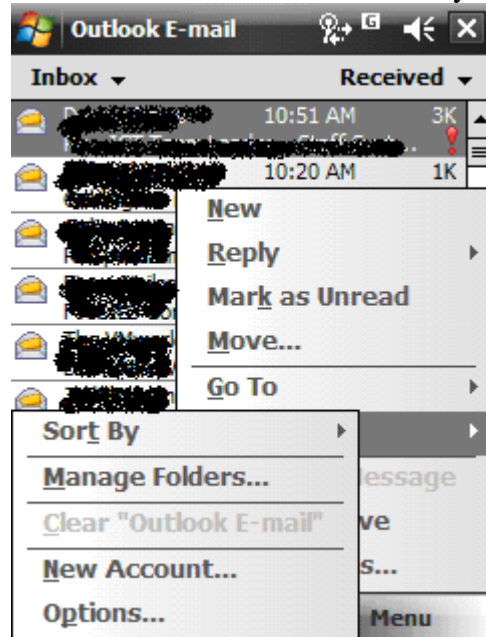 Outlook E-mail G
Inbox Received
10:51 AM 3K
10:20 AM 1K
New
Reply
Mark as Unread
Move...
Go To
Sort By
Manage Folders...
Clear "Outlook E-mail"
New Account...
Options...
Menu